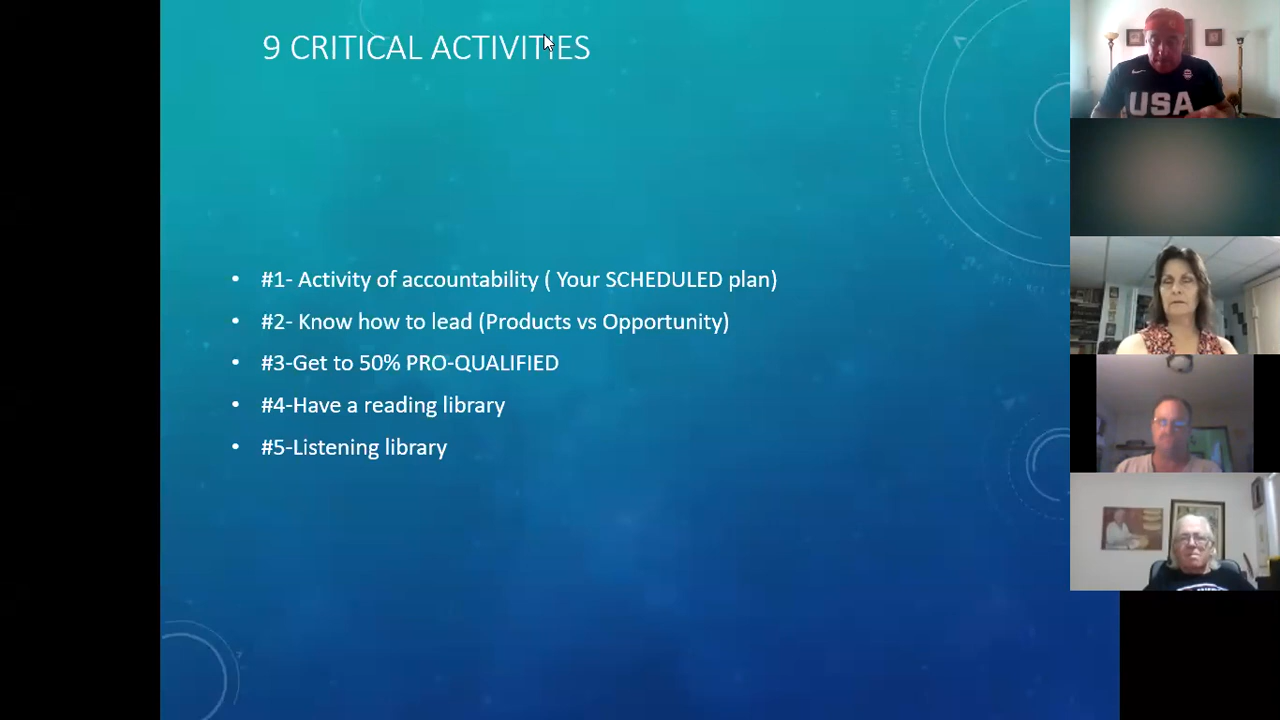 9 CRITICAL ACTIVITIES
• #1- Activity of accountability ( Your SCHEDULED plan)
• #2- Know how to lead (Products vs Opportunity)
• #3-Get to 50% PRO-QUALIFIED
• #4-Have a reading library
• #5-Listening library
USA